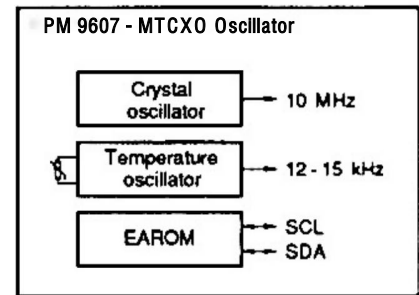 PM 9607 - MTCXO Oscillator
Crystal
oscillator
10 MHz
Temperature
oscillator
12 - 15 kHz
EAROM
SCL
SDA